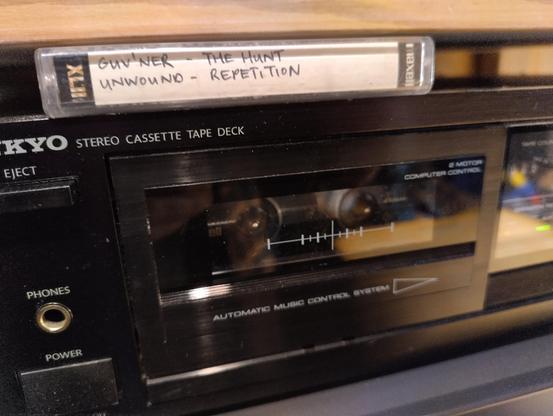 XLII
GUV'NER - THE HUNT
UNWOUND - REPETITION
maxell
KYO STEREO CASSETTE TAPE DECK
EJECT
2 MOTOR
COMPUTER CONTROL
AUTOMATIC MUSIC CONTROL SYSTEM
PHONES
POWER